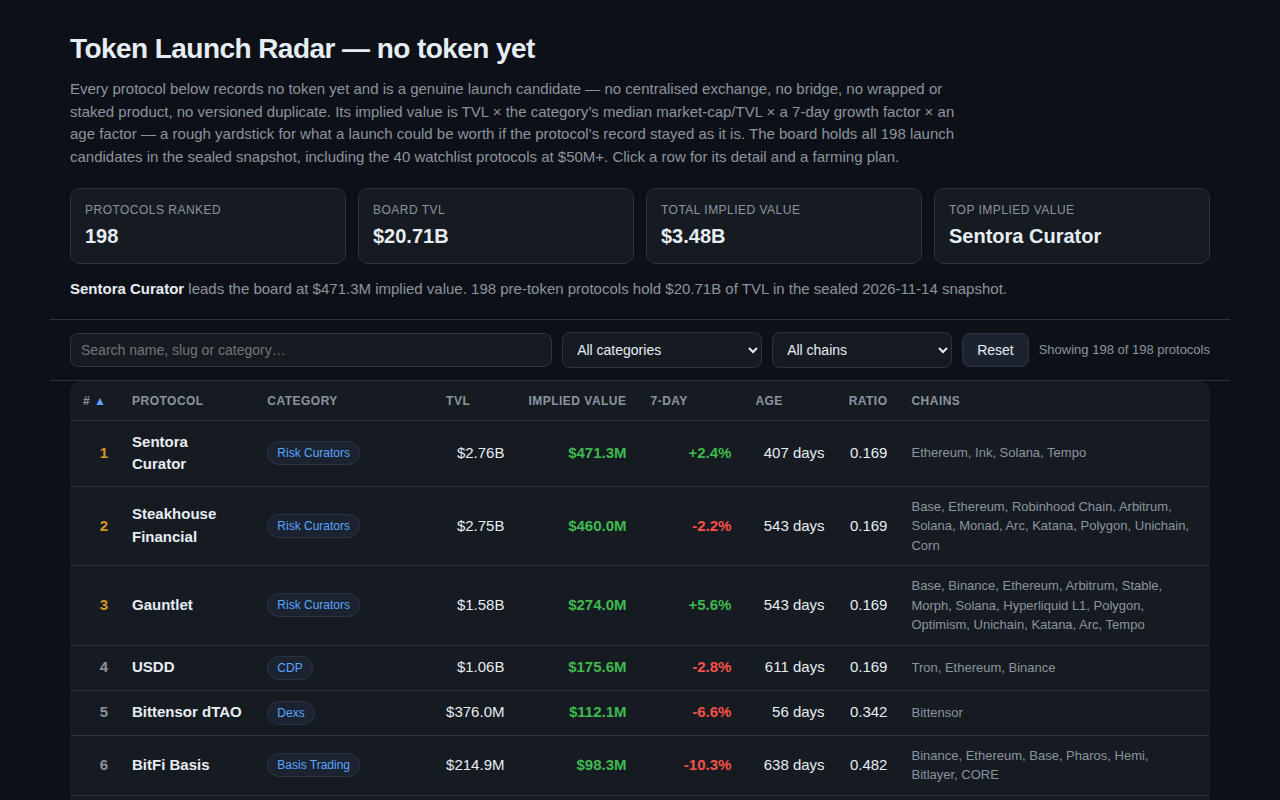 Token Launch Radar — no token yet
Every protocol below records no token yet and is a genuine launch candidate — no centralised exchange, no bridge, no wrapped or
staked product, no versioned duplicate. Its implied value is TVL × the category’s median market-cap/TVL × a 7-day growth factor × an
age factor — a rough yardstick for what a launch could be worth if the protocol’s record stayed as it is. The board holds all 198 launch
candidates in the sealed snapshot, including the 40 watchlist protocols at $50M+. Click a row for its detail and a farming plan.
PROTOCOLS RANKED
198
BOARD TVL
$20.71B
TOTAL IMPLIED VALUE
$3.48B
TOP IMPLIED VALUE
Sentora Curator
Sentora Curator leads the board at $471.3M implied value. 198 pre-token protocols hold $20.71B of TVL in the sealed 2026-11-14 snapshot.
Search name, slug or category… All categories All chains Reset Showing 198 of 198 protocols
# ▲ PROTOCOL CATEGORY TVL IMPLIED VALUE 7-DAY AGE RATIO CHAINS
1 Sentora Curator Risk Curators $2.76B $471.3M +2.4% 407 days 0.169 Ethereum, Ink, Solana, Tempo
2 Steakhouse Financial Risk Curators $2.75B $460.0M -2.2% 543 days 0.169 Base, Ethereum, Robinhood Chain, Arbitrum,
Solana, Monad, Arc, Katana, Polygon, Unichain,
Corn
3 Gauntlet Risk Curators $1.58B $274.0M +5.6% 543 days 0.169 Base, Binance, Ethereum, Arbitrum, Stable,
Morph, Solana, Hyperliquid L1, Polygon,
Optimism, Unichain, Katana, Arc, Tempo
4 USDD CDP $1.06B $175.6M -2.8% 611 days 0.169 Tron, Ethereum, Binance
5 Bittensor dTAO Dexs $376.0M $112.1M -6.6% 56 days 0.342 Bittensor
6 BitFi Basis Basis Trading $214.9M $98.3M -10.3% 638 days 0.482 Binance, Ethereum, Base, Pharos, Hemi,
Bitlayer, CORE